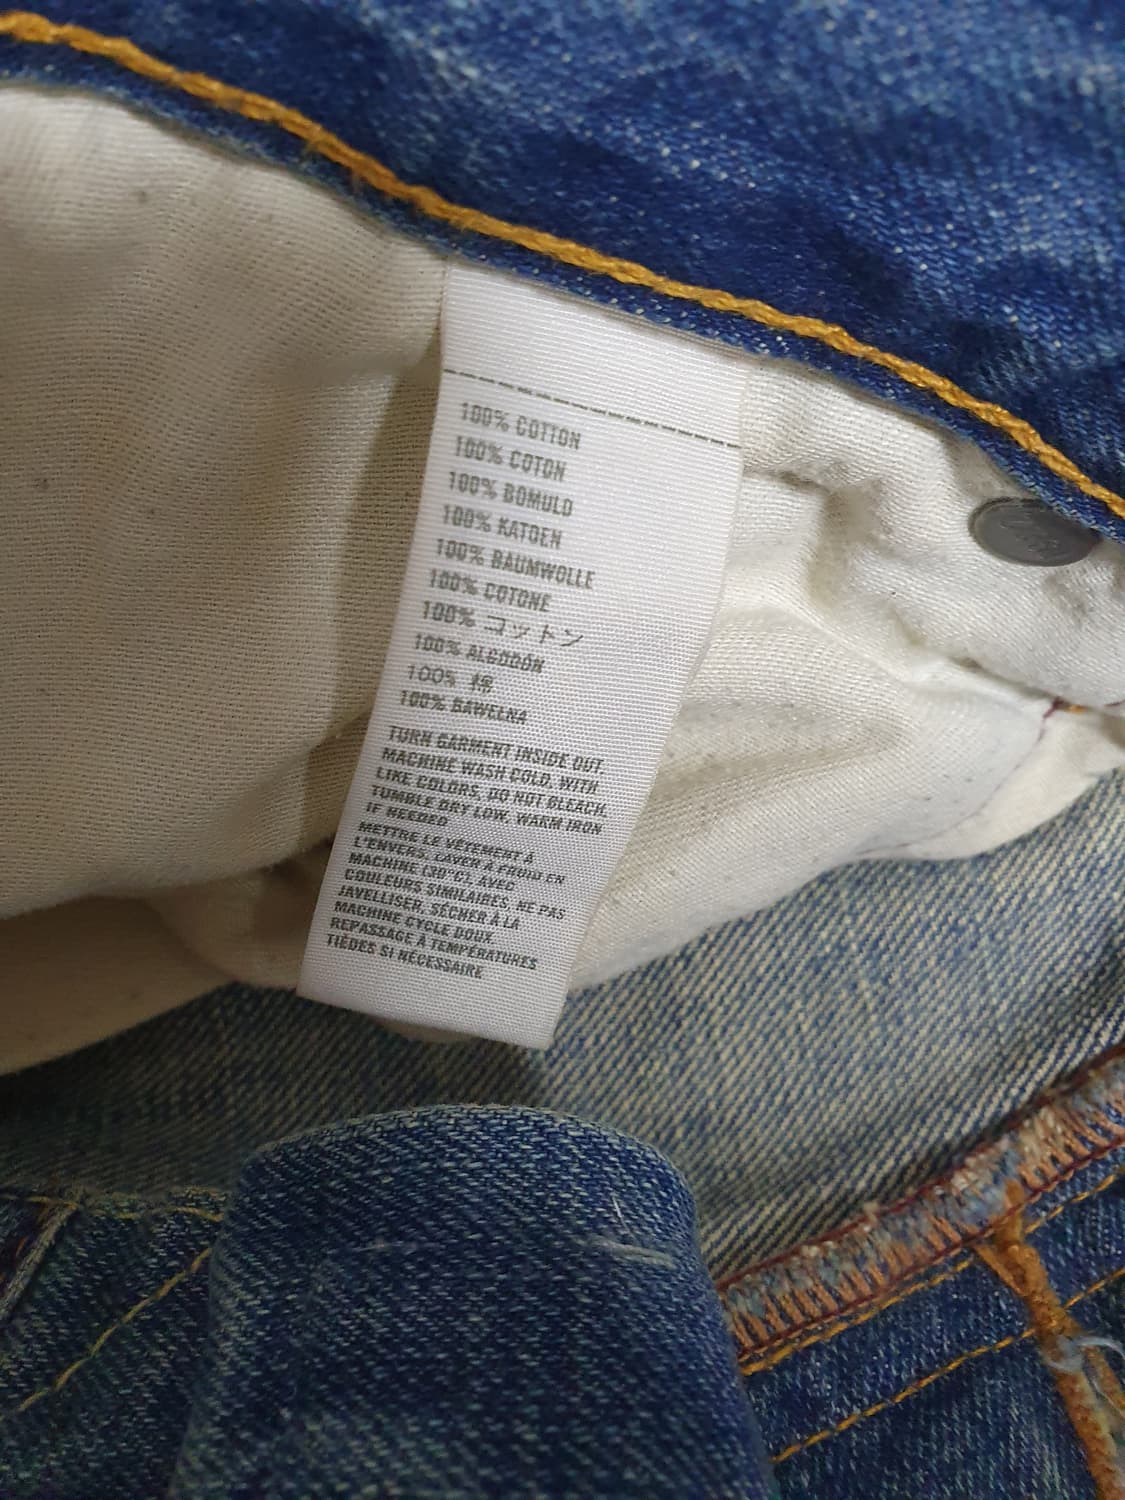 100% COTTON
100% COTON
100% BOMULD
100% KATOEN
100% BAUMWOLLE
100% COTONE
100% コットン
100% ALGODÓN
100% 棉
100% BAWEŁNA
TURN GARMENT INSIDE OUT,
MACHINE WASH COLD, WITH
LIKE COLORS, DO NOT BLEACH,
TUMBLE DRY LOW, WARM IRON
IF NEEDED
METTRE LE VÊTEMENT À
L'ENVERS, LAVER À FROID EN
MACHINE (30°C), AVEC
COULEURS SIMILAIRES, NE PAS
JAVELLISER, SÉCHER À LA
MACHINE CYCLE DOUX,
REPASSAGE À TEMPÉRATURES
TIÈDES SI NÉCESSAIRE